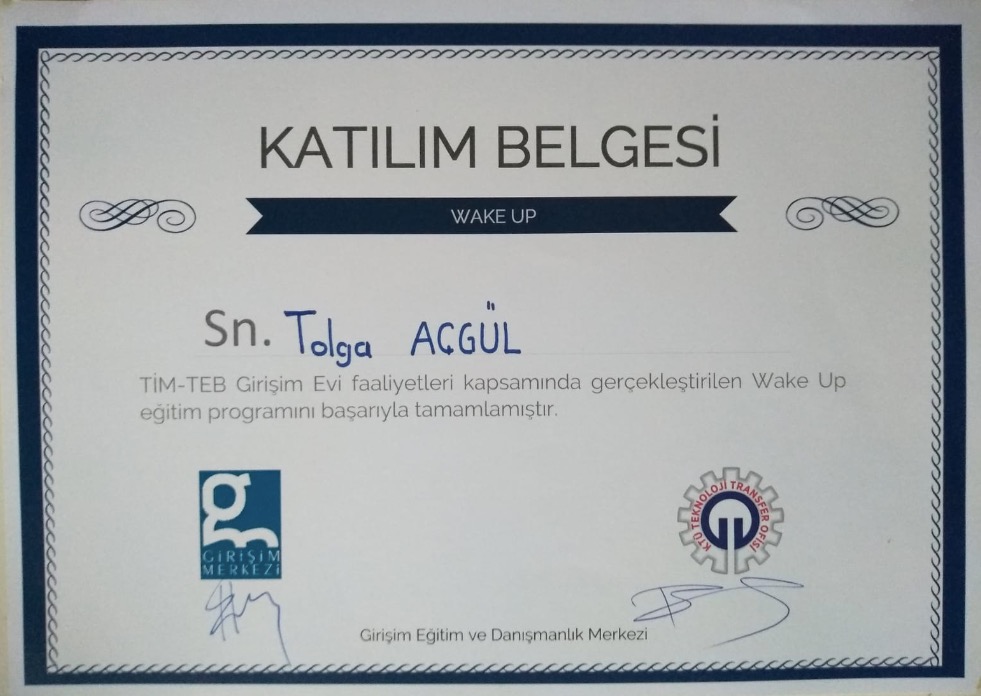 KATILIM BELGESİ
WAKE UP
Sn. Tolga AÇGÜL
TİM-TEB Girişim Evi faaliyetleri kapsamında gerçekleştirilen Wake Up
eğitim programını başarıyla tamamlamıştır.
GİRİŞİM
MERKEZİ
KTÜ TEKNOLOJİ TRANSFER OFİSİ
Girişim Eğitim ve Danışmanlık Merkezi